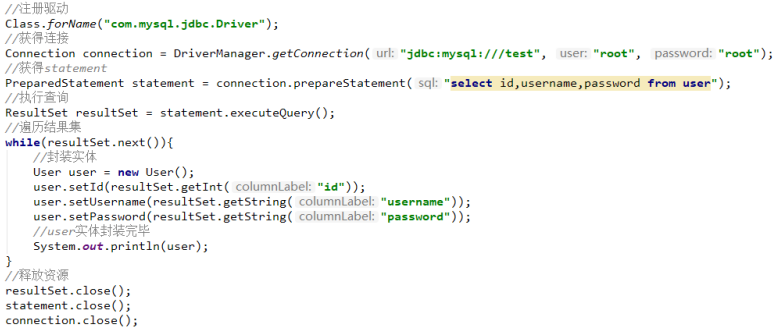 //注册驱动
Class.forName("com.mysql.jdbc.Driver");
//获得连接
Connection connection = DriverManager.getConnection( url: "jdbc:mysql:///test", user: "root", password: "root");
//获得statement
PreparedStatement statement = connection.prepareStatement( sql: "select id,username,password from user");
//执行查询
ResultSet resultSet = statement.executeQuery();
//遍历结果集
while(resultSet.next()){
    //封装实体
    User user = new User();
    user.setId(resultSet.getInt( columnLabel: "id"));
    user.setUsername(resultSet.getString( columnLabel: "username"));
    user.setPassword(resultSet.getString( columnLabel: "password"));
    //user实体封装完毕
    System.out.println(user);
}
//释放资源
resultSet.close();
statement.close();
connection.close();